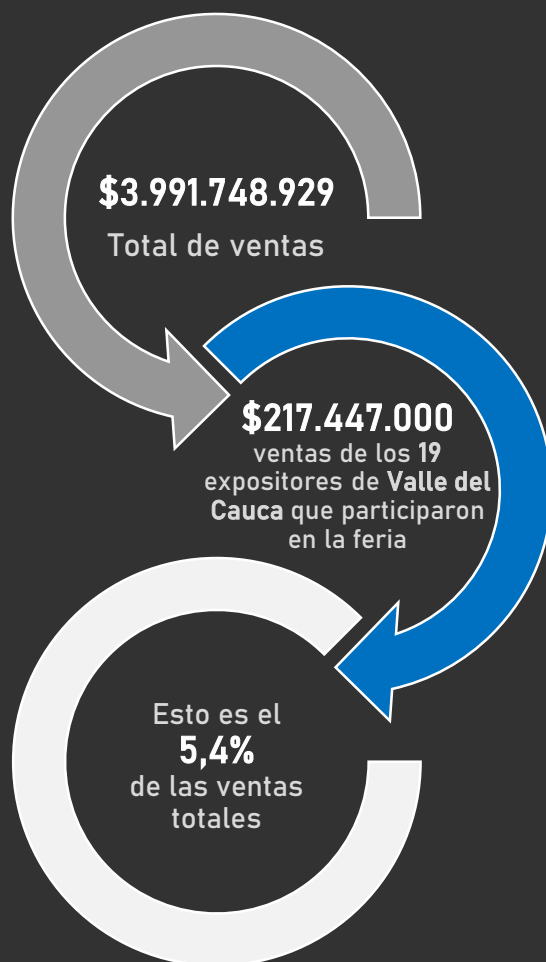 $3.991.748.929
Total de ventas
$217.447.000
ventas de los 19
expositores de Valle del
Cauca que participaron
en la feria
Esto es el
5,4%
de las ventas
totales